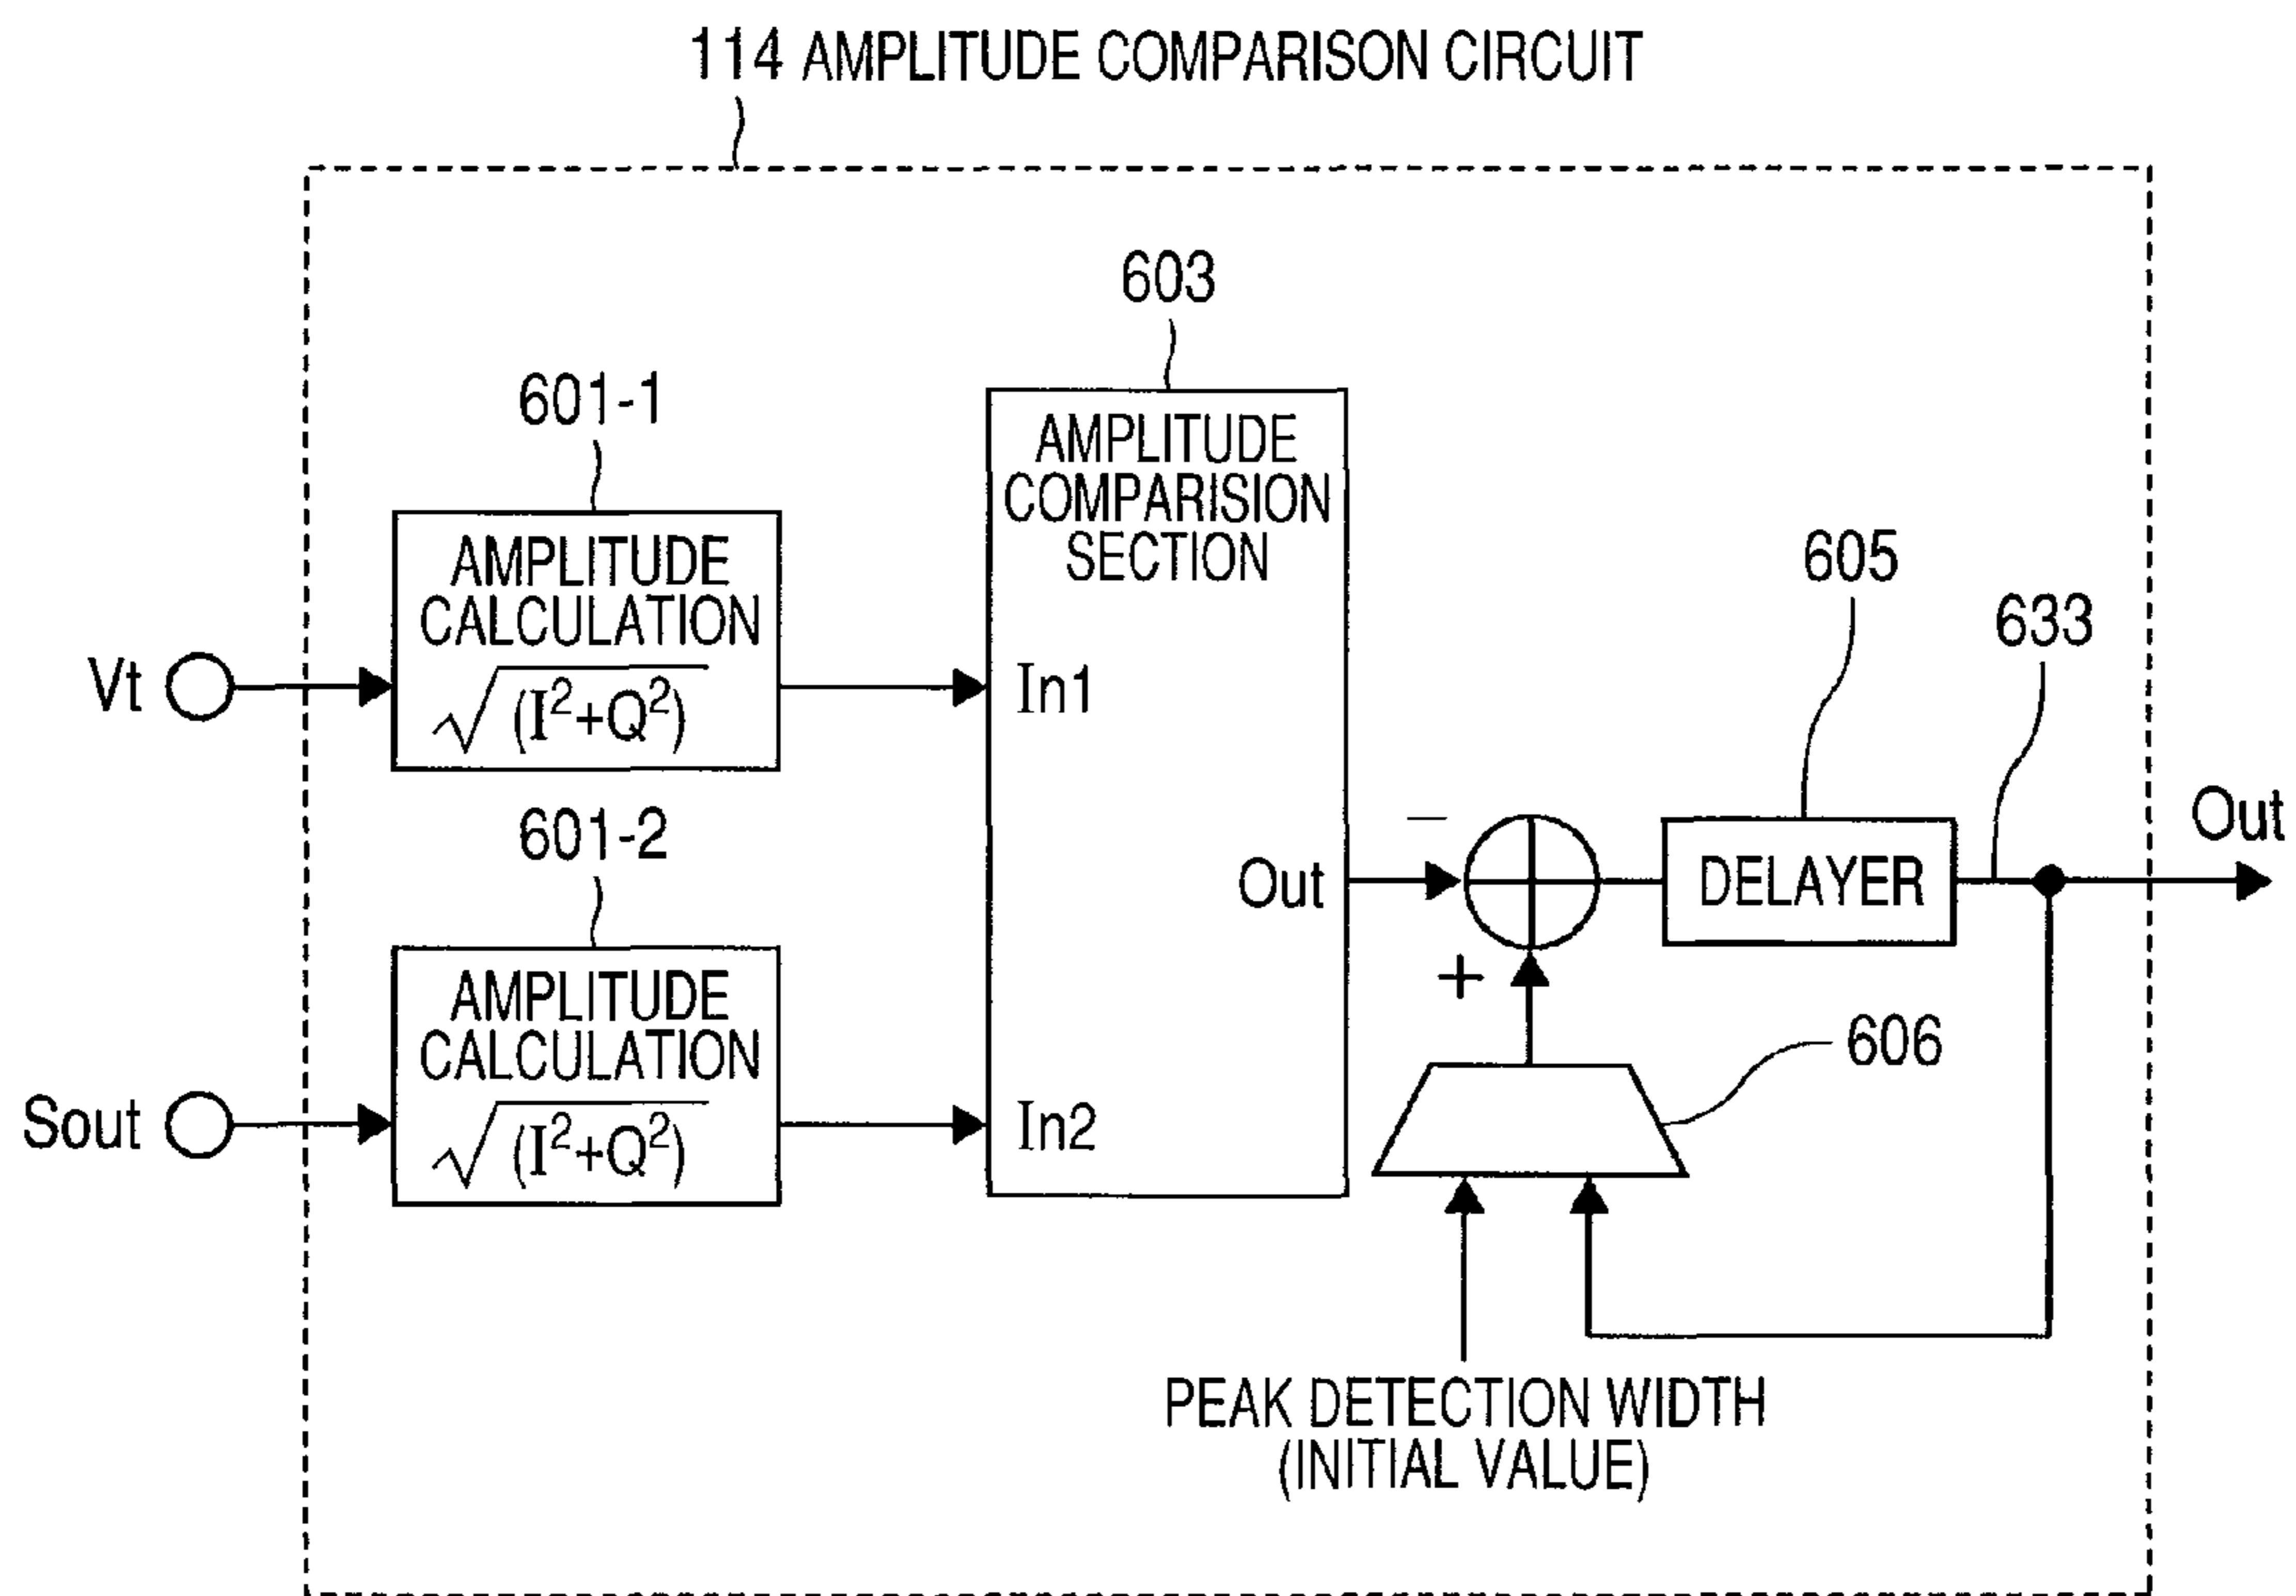 114 AMPLITUDE COMPARISON CIRCUIT
603
601-1
AMPLITUDE
COMPARISION
SECTION
605
633
AMPLITUDE
CALCULATION
√(I²+Q²)
Vt
In1
601-2
Out
Out
DELAYER
−
+
AMPLITUDE
CALCULATION
√(I²+Q²)
606
Sout
In2
PEAK DETECTION WIDTH
(INITIAL VALUE)